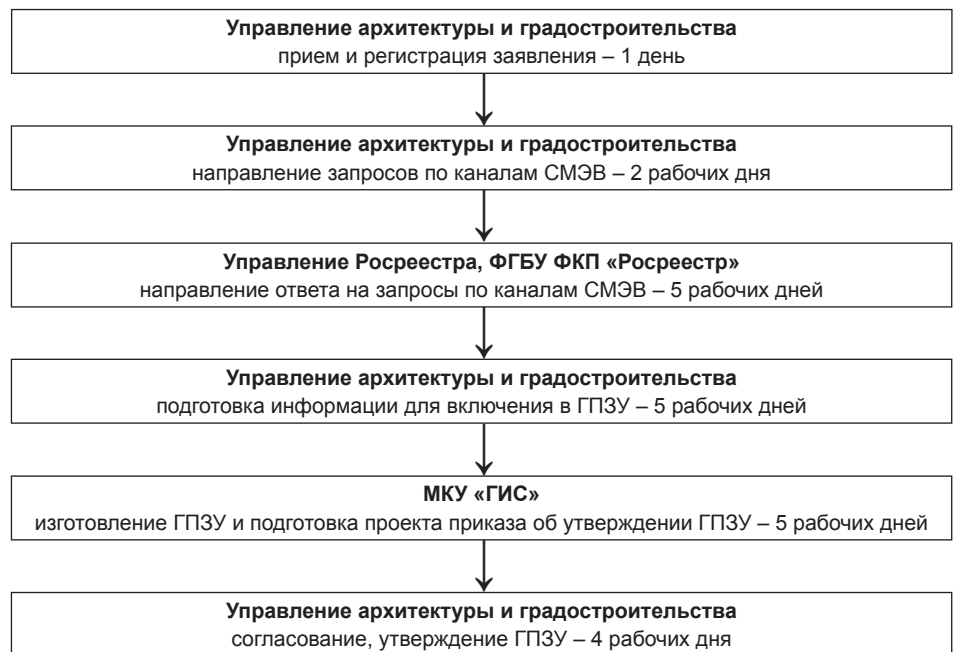 Управление архитектуры и градостроительства
прием и регистрация заявления – 1 день
Управление архитектуры и градостроительства
направление запросов по каналам СМЭВ – 2 рабочих дня
Управление Росреестра, ФГБУ ФКП «Росреестр»
направление ответа на запросы по каналам СМЭВ – 5 рабочих дней
Управление архитектуры и градостроительства
подготовка информации для включения в ГПЗУ – 5 рабочих дней
МКУ «ГИС»
изготовление ГПЗУ и подготовка проекта приказа об утверждении ГПЗУ – 5 рабочих дней
Управление архитектуры и градостроительства
согласование, утверждение ГПЗУ – 4 рабочих дня